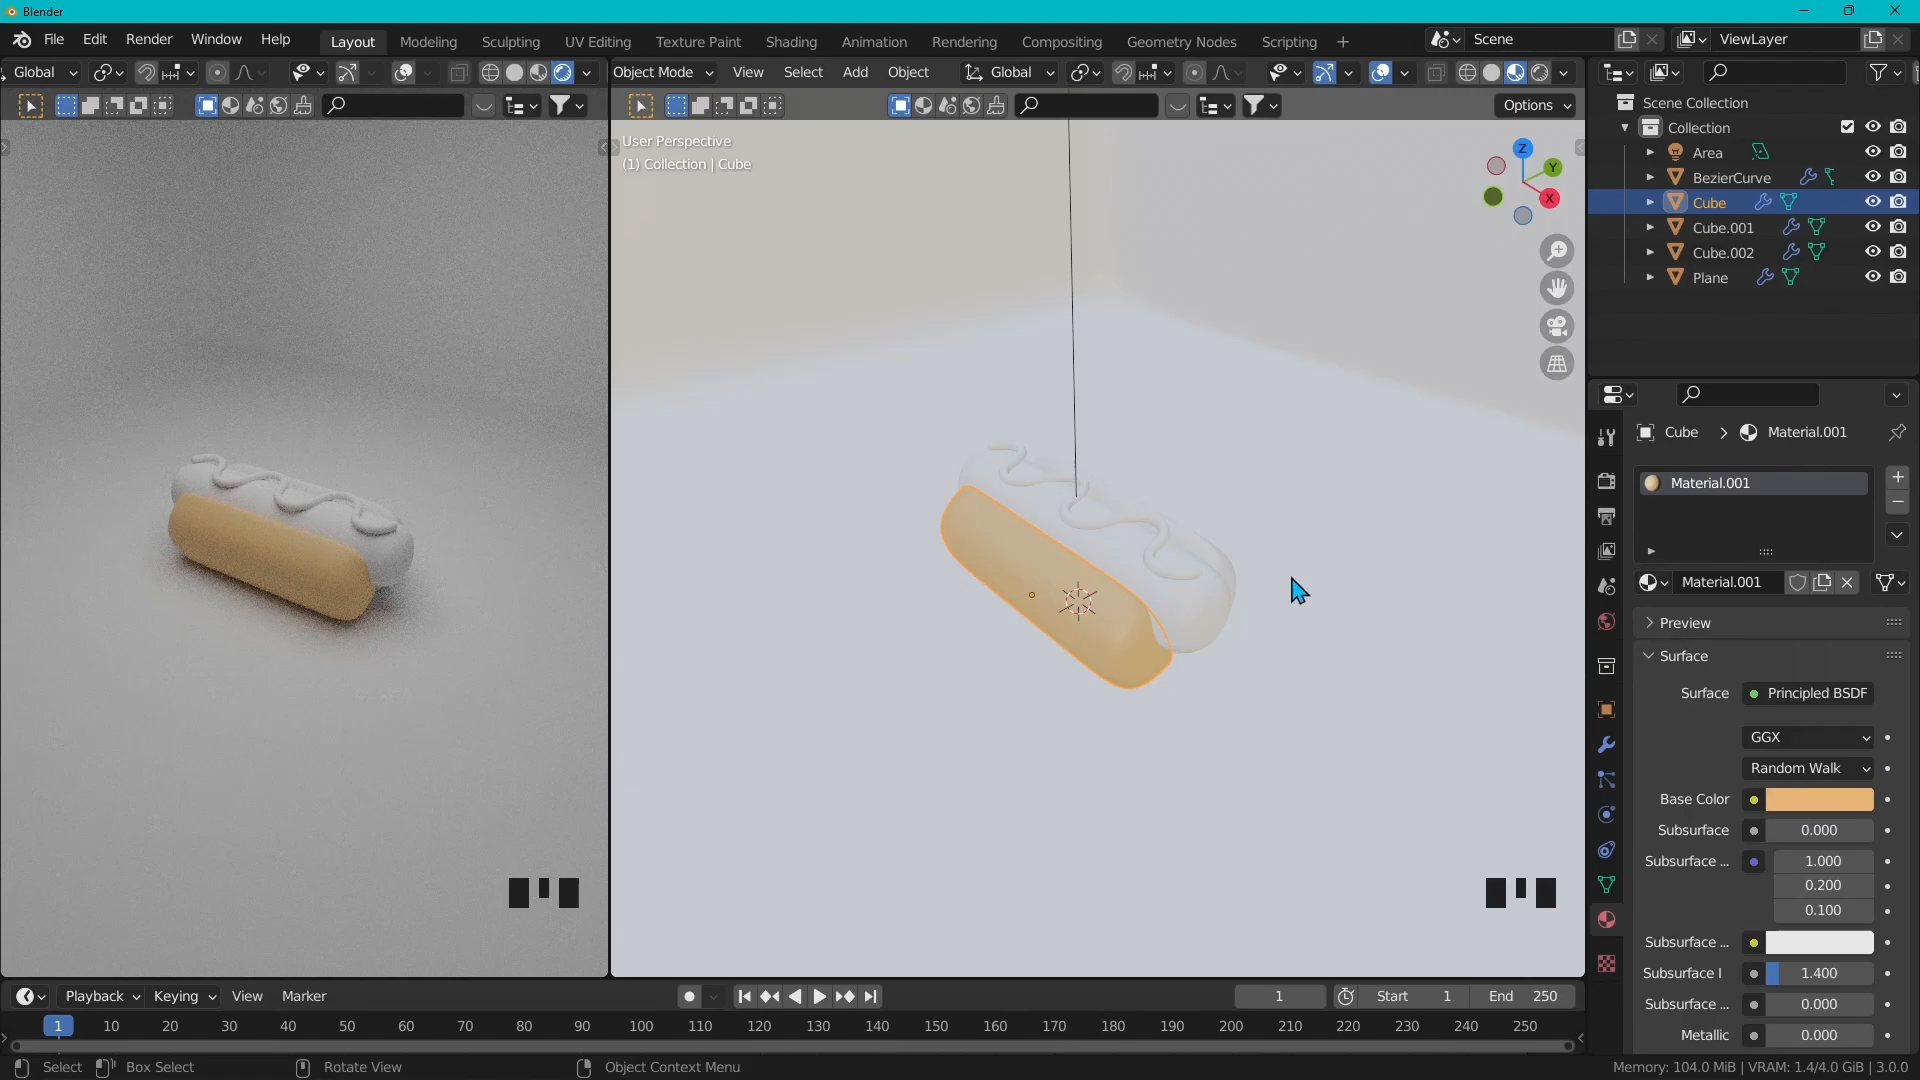 Blender
File Edit Render Window Help Layout Modeling Sculpting UV Editing Texture Paint Shading Animation Rendering Compositing Geometry Nodes Scripting + Scene ViewLayer
Global Object Mode View Select Add Object Global
Options
User Perspective
(1) Collection | Cube
Z
Y
X
Scene Collection
Collection
Area
BezierCurve
Cube
Cube.001
Cube.002
Plane
Cube > Material.001
Material.001
Material.001
Preview
Surface
Surface Principled BSDF
GGX
Random Walk
Base Color
Subsurface 0.000
Subsurface ... 1.000
0.200
0.100
Subsurface ...
Subsurface I 1.400
Subsurface ... 0.000
Metallic 0.000
Playback Keying View Marker 1 Start 1 End 250
1 10 20 30 40 50 60 70 80 90 100 110 120 130 140 150 160 170 180 190 200 210 220 230 240 250
Select Box Select Rotate View Object Context Menu Memory: 104.0 MiB | VRAM: 1.4/4.0 GiB | 3.0.0